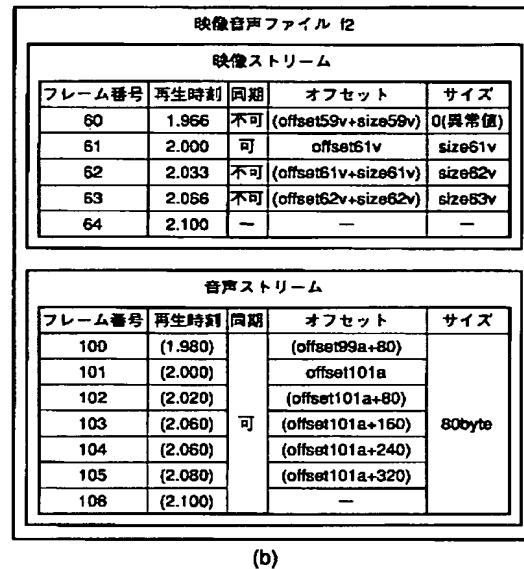 映像音声ファイル f2
映像ストリーム
フレーム番号 再生時刻 同期 オフセット サイズ
60 1.966 不可 (offset59v+size59v) 0(異常値)
61 2.000 可 offset61v size61v
62 2.033 不可 (offset61v+size61v) size62v
63 2.066 不可 (offset62v+size62v) size63v
64 2.100 － － －
音声ストリーム
フレーム番号 再生時刻 同期 オフセット サイズ
100 (1.980) (offset99a+80)
101 (2.000) offset101a
102 (2.020) (offset101a+80)
103 (2.060) 可 (offset101a+160) 80byte
104 (2.060) (offset101a+240)
105 (2.080) (offset101a+320)
106 (2.100) －
(b)